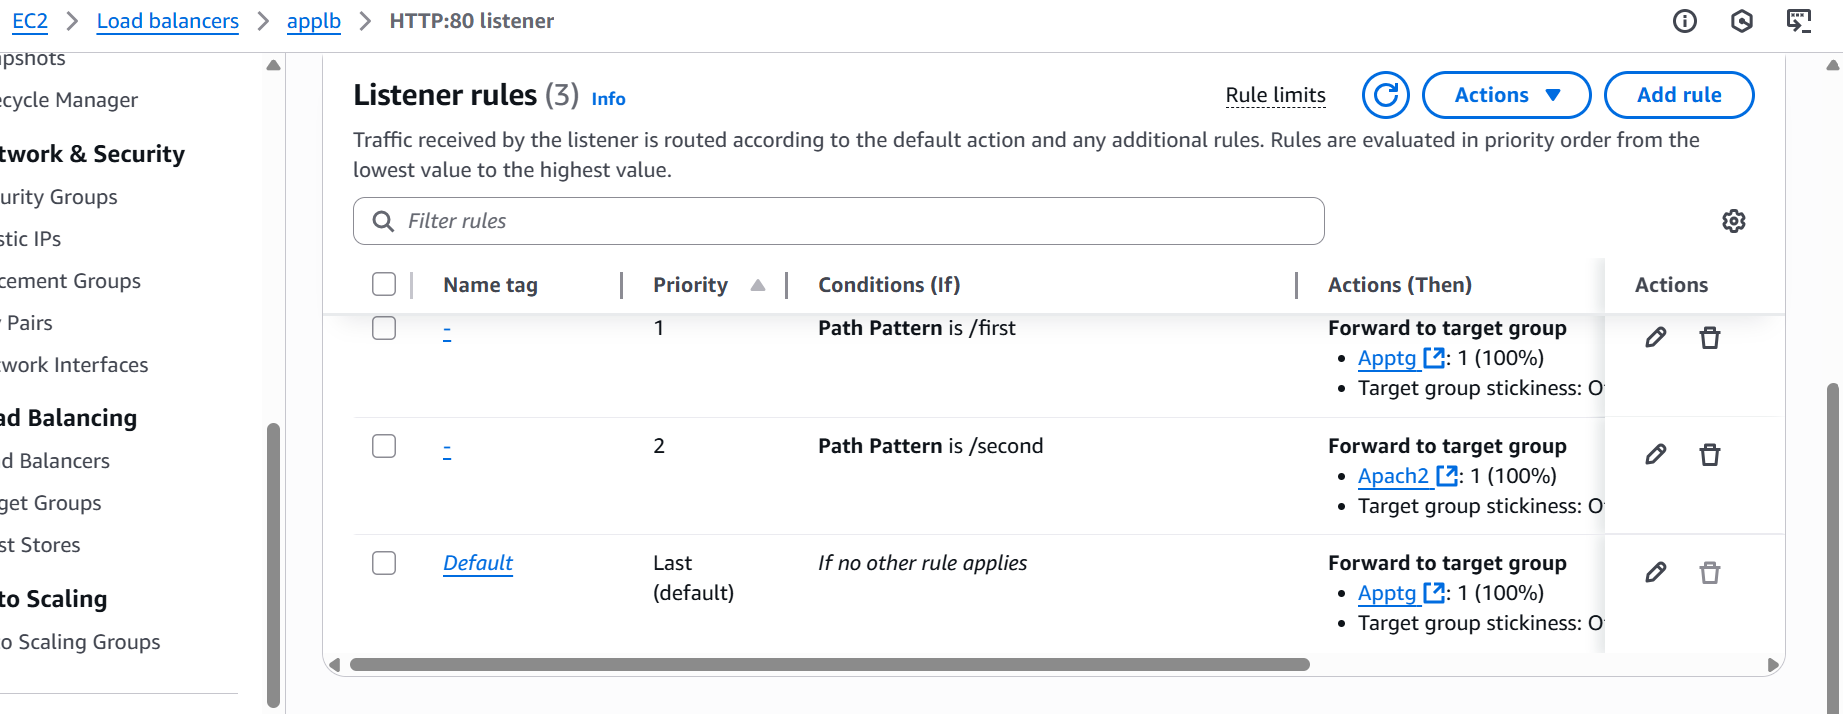 EC2 > Load balancers > applb > HTTP:80 listener
pshots
ecycle Manager
twork & Security
urity Groups
stic IPs
cement Groups
Pairs
work Interfaces
ad Balancing
d Balancers
get Groups
st Stores
to Scaling
o Scaling Groups
Listener rules (3) Info
Rule limits
Actions
Add rule
Traffic received by the listener is routed according to the default action and any additional rules. Rules are evaluated in priority order from the
lowest value to the highest value.
Filter rules
Name tag Priority Conditions (If) Actions (Then) Actions
- 1 Path Pattern is /first Forward to target group
• Apptg : 1 (100%)
• Target group stickiness: O
- 2 Path Pattern is /second Forward to target group
• Apach2 : 1 (100%)
• Target group stickiness: O
Default Last If no other rule applies Forward to target group
(default) • Apptg : 1 (100%)
• Target group stickiness: O